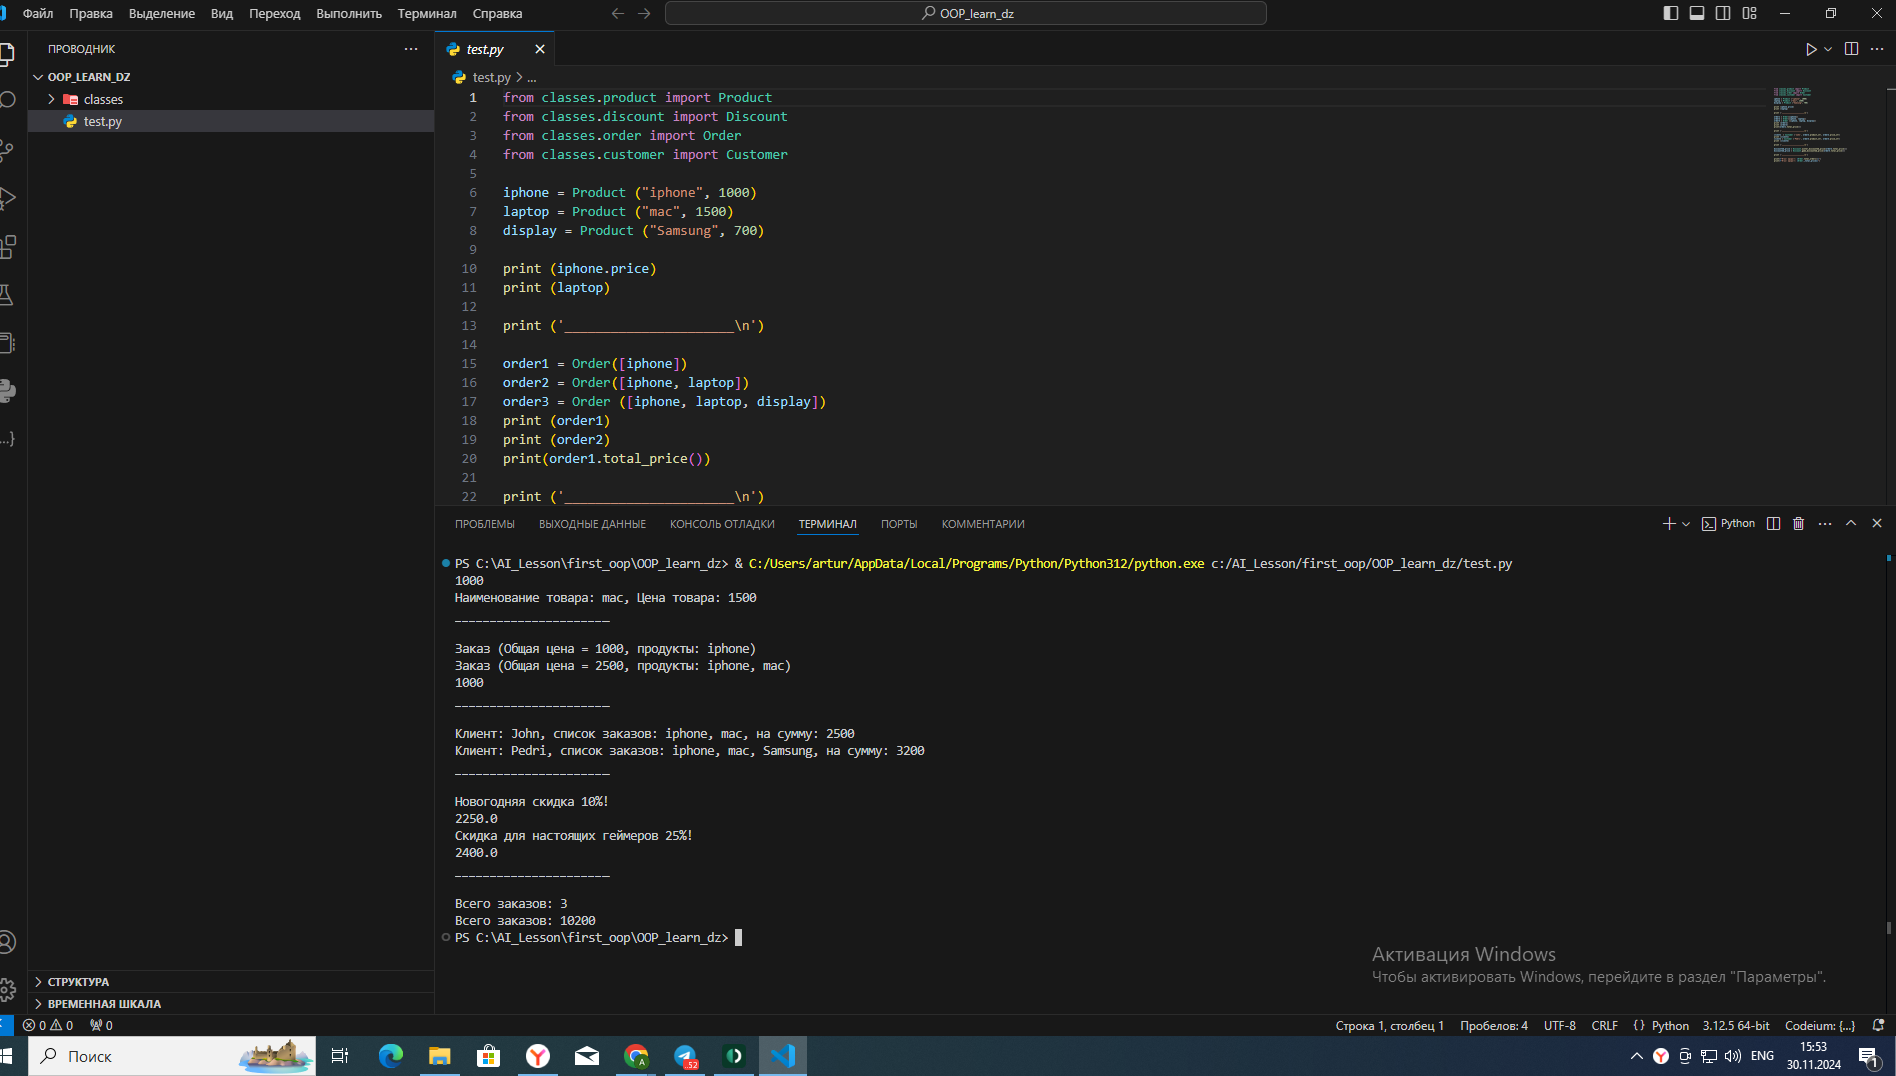 Файл Правка Выделение Вид Переход Выполнить Терминал Справка OOP_learn_dz
ПРОВОДНИК
OOP_LEARN_DZ
classes
test.py
test.py
test.py > ...
1 from classes.product import Product
2 from classes.discount import Discount
3 from classes.order import Order
4 from classes.customer import Customer
5
6 iphone = Product ("iphone", 1000)
7 laptop = Product ("mac", 1500)
8 display = Product ("Samsung", 700)
9
10 print (iphone.price)
11 print (laptop)
12
13 print ('______________________\n')
14
15 order1 = Order([iphone])
16 order2 = Order([iphone, laptop])
17 order3 = Order ([iphone, laptop, display])
18 print (order1)
19 print (order2)
20 print(order1.total_price())
21
22 print ('______________________\n')
ПРОБЛЕМЫ ВЫХОДНЫЕ ДАННЫЕ КОНСОЛЬ ОТЛАДКИ ТЕРМИНАЛ ПОРТЫ КОММЕНТАРИИ Python
PS C:\AI_Lesson\first_oop\OOP_learn_dz> & C:/Users/artur/AppData/Local/Programs/Python/Python312/python.exe c:/AI_Lesson/first_oop/OOP_learn_dz/test.py
1000
Наименование товара: mac, Цена товара: 1500
______________________
Заказ (Общая цена = 1000, продукты: iphone)
Заказ (Общая цена = 2500, продукты: iphone, mac)
1000
______________________
Клиент: John, список заказов: iphone, mac, на сумму: 2500
Клиент: Pedri, список заказов: iphone, mac, Samsung, на сумму: 3200
______________________
Новогодняя скидка 10%!
2250.0
Скидка для настоящих геймеров 25%!
2400.0
______________________
Всего заказов: 3
Всего заказов: 10200
PS C:\AI_Lesson\first_oop\OOP_learn_dz>
Активация Windows
Чтобы активировать Windows, перейдите в раздел "Параметры".
СТРУКТУРА
ВРЕМЕННАЯ ШКАЛА
0 0 0 Строка 1, столбец 1 Пробелов: 4 UTF-8 CRLF {} Python 3.12.5 64-bit Codeium: {...}
Поиск 52 ENG 15:53
30.11.2024 1